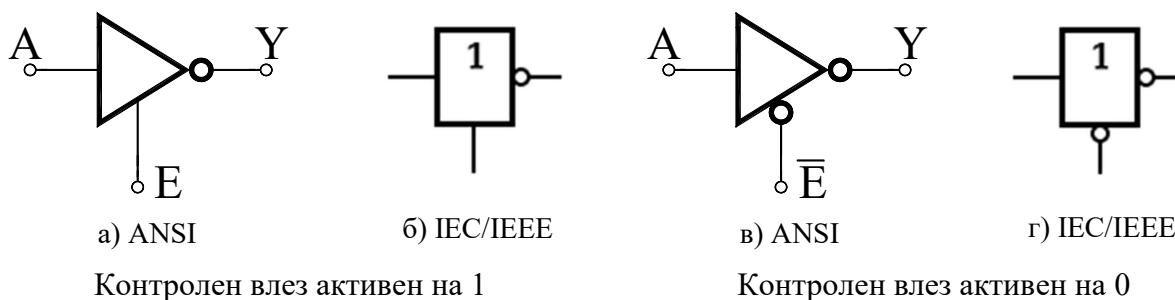 A Y 1 A Y 1
E E̅
а) ANSI б) IEC/IEEE в) ANSI г) IEC/IEEE
Контролен влез активен на 1 Контролен влез активен на 0